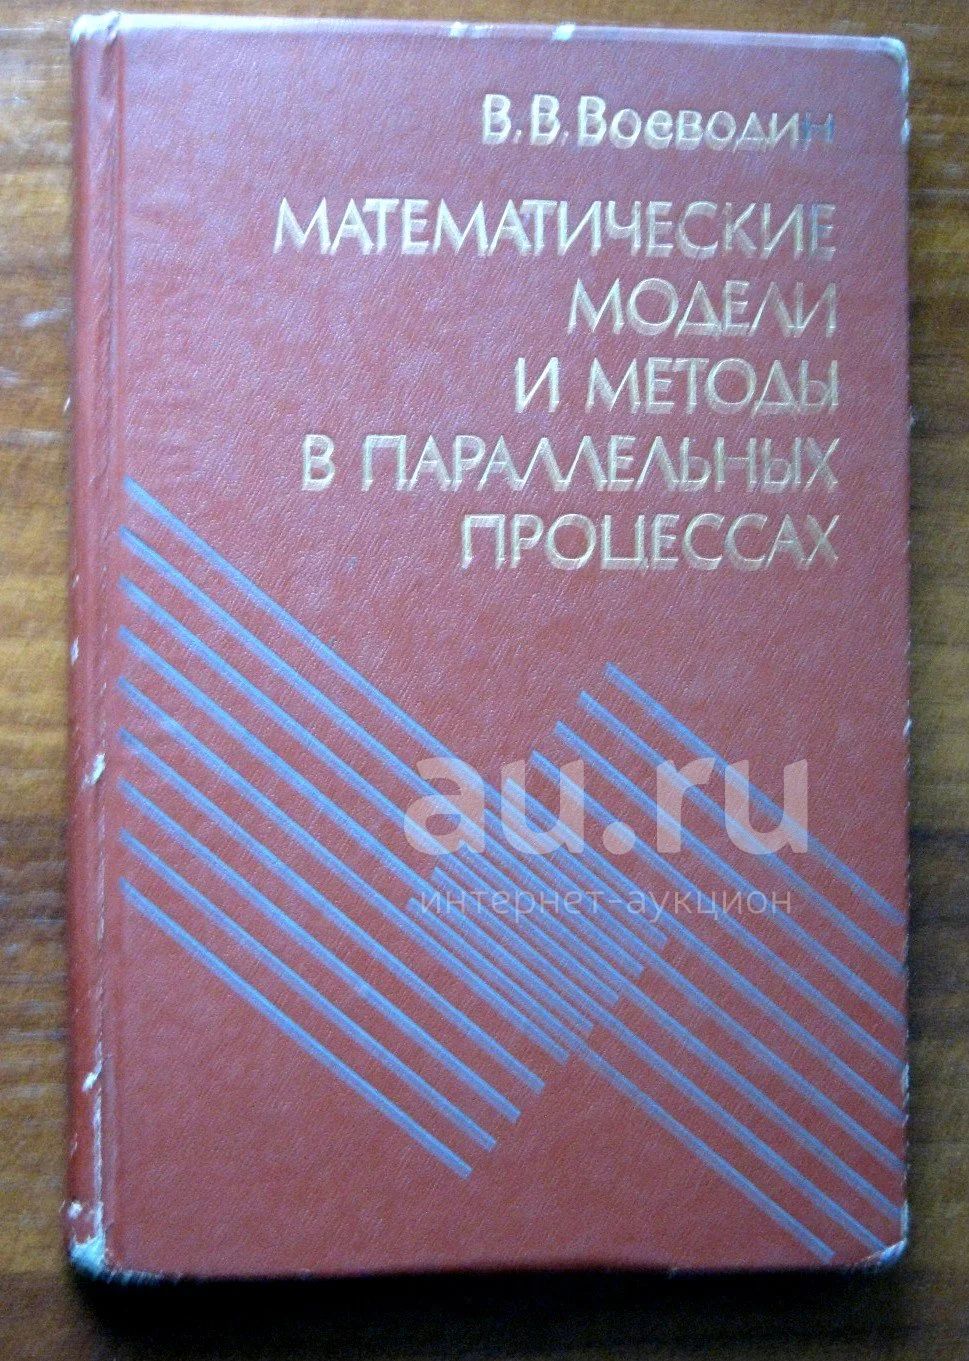 В. В. Воеводин
МАТЕМАТИЧЕСКИЕ
МОДЕЛИ
И МЕТОДЫ
В ПАРАЛЛЕЛЬНЫХ
ПРОЦЕССАХ
au.ru
интернет-аукцион